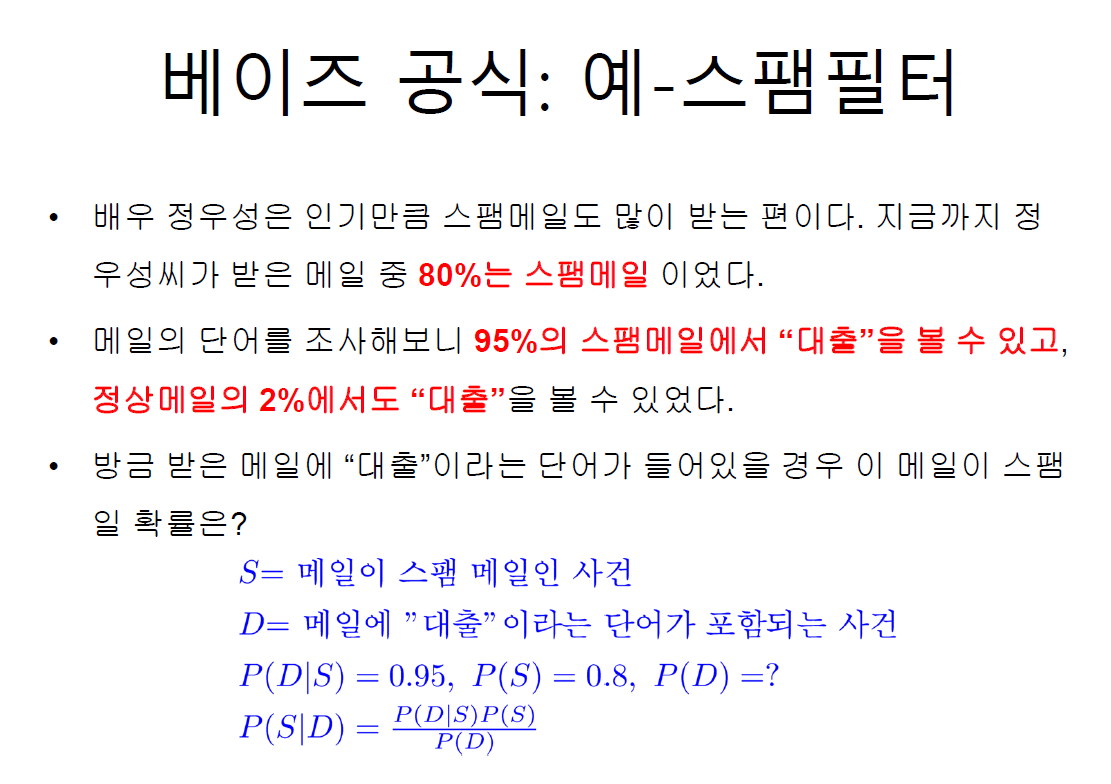 베이즈 공식: 예-스팸필터
• 배우 정우성은 인기만큼 스팸메일도 많이 받는 편이다. 지금까지 정
우성씨가 받은 메일 중 80%는 스팸메일 이었다.
• 메일의 단어를 조사해보니 95%의 스팸메일에서 “대출”을 볼 수 있고,
정상메일의 2%에서도 “대출”을 볼 수 있었다.
• 방금 받은 메일에 “대출”이라는 단어가 들어있을 경우 이 메일이 스팸
일 확률은?
S= 메일이 스팸 메일인 사건
D= 메일에 ”대출”이라는 단어가 포함되는 사건
P(D|S) = 0.95, P(S) = 0.8, P(D) =?
P(S|D) = P(D|S)P(S) / P(D)